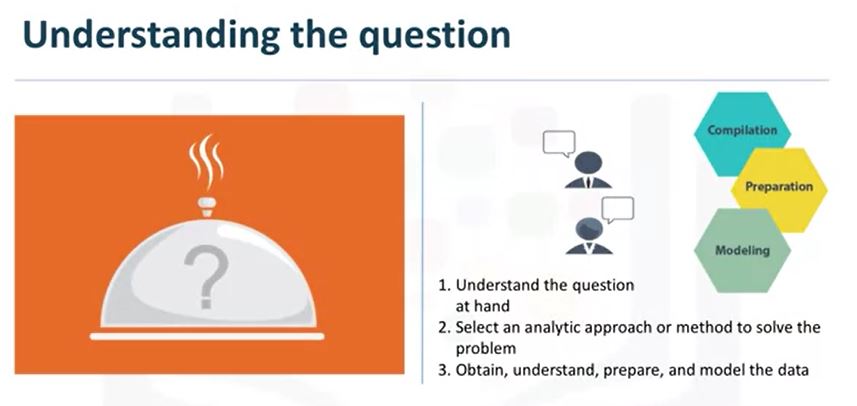 Understanding the question
?
Compilation
Preparation
Modeling
1. Understand the question
at hand
2. Select an analytic approach or method to solve the
problem
3. Obtain, understand, prepare, and model the data